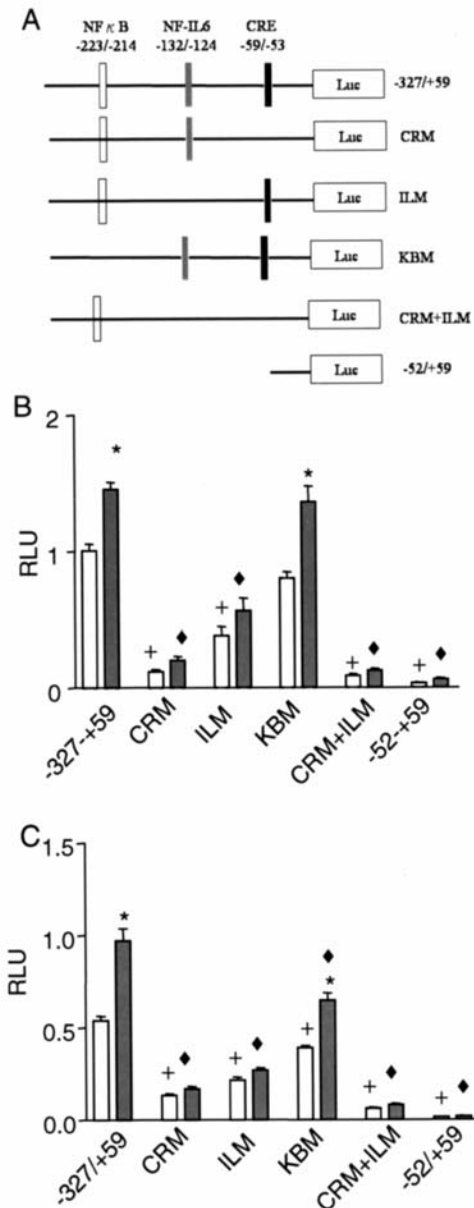 A
NFκB NF-IL6 CRE
-223/-214 -132/-124 -59/-53
Luc -327/+59
Luc CRM
Luc ILM
Luc KBM
Luc CRM+ILM
Luc -52/+59
B
2
*
*
RLU
1
+ ♦ + ♦ + ♦ + ♦
0
-327-+59 CRM ILM KBM CRM+ILM -52-+59
C
1.5
*
1.0
RLU
♦
*
0.5
+ ♦ + ♦ + + ♦ + ♦
0.0
-327/+59 CRM ILM KBM CRM+ILM -52/+59